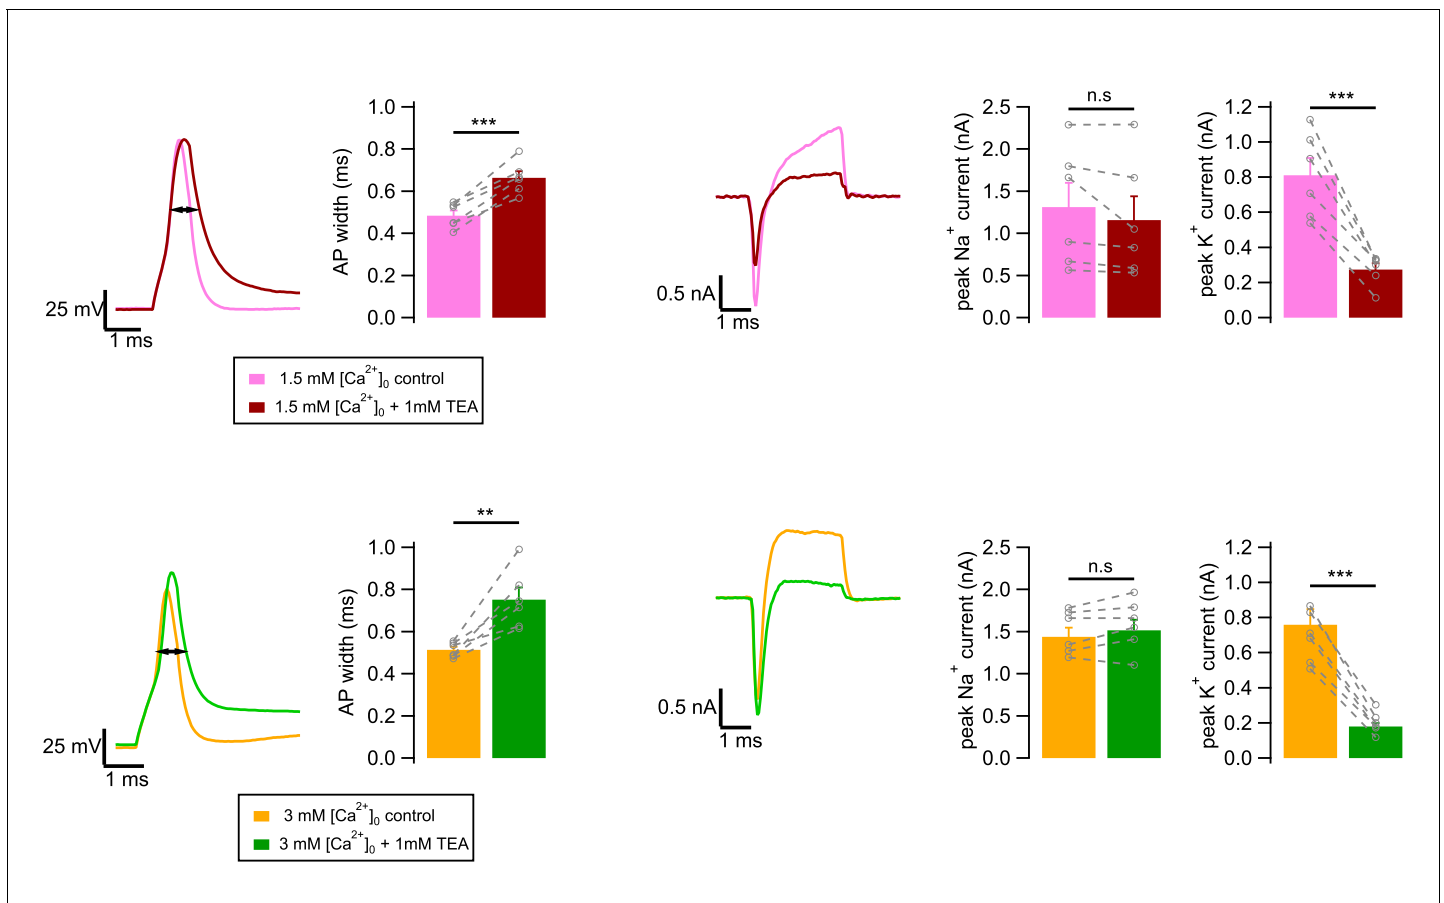 1.0
0.8
0.6
0.4
0.2
0.0
AP width (ms)
***
25 mV
1 ms
0.5 nA
1 ms
2.5
2.0
1.5
1.0
0.5
0.0
peak Na+ current (nA)
n.s
1.2
1.0
0.8
0.6
0.4
0.2
0.0
peak K+ current (nA)
***
1.5 mM [Ca2+]0 control
1.5 mM [Ca2+]0 + 1mM TEA
1.0
0.8
0.6
0.4
0.2
0.0
AP width (ms)
**
25 mV
1 ms
0.5 nA
1 ms
2.5
2.0
1.5
1.0
0.5
0.0
peak Na+ current (nA)
n.s
1.2
1.0
0.8
0.6
0.4
0.2
0.0
peak K+ current (nA)
***
3 mM [Ca2+]0 control
3 mM [Ca2+]0 + 1mM TEA